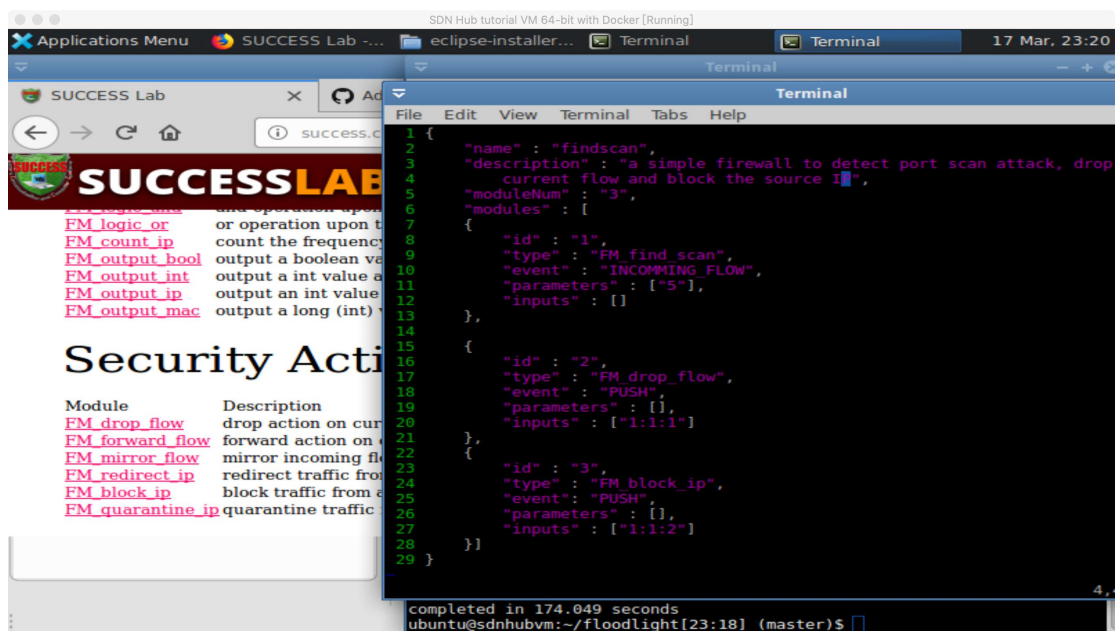 SDN Hub tutorial VM 64-bit with Docker [Running]
Applications Menu SUCCESS Lab -... eclipse-installer... Terminal Terminal 17 Mar, 23:20
Terminal
SUCCESS Lab Ad
success.c
SUCCESS
SUCCESSLAB
FM_logic_and and operation upon
FM_logic_or or operation upon t
FM_count_ip count the frequency
FM_output_bool output a boolean va
FM_output_int output a int value a
FM_output_ip output an int value
FM_output_mac output a long (int)
Security Acti
Module Description
FM_drop_flow drop action on cur
FM_forward_flow forward action on
FM_mirror_flow mirror incoming fl
FM_redirect_ip redirect traffic fro
FM_block_ip block traffic from a
FM_quarantine_ip quarantine traffic
Terminal
File Edit View Terminal Tabs Help
1 {
2 "name" : "findscan",
3 "description" : "a simple firewall to detect port scan attack, drop
4 current flow and block the source IP",
5 "moduleNum" : "3",
6 "modules" : [
7 {
8 "id" : "1",
9 "type" : "FM_find_scan",
10 "event" : "INCOMMING_FLOW",
11 "parameters" : ["5"],
12 "inputs" : []
13 },
14
15 {
16 "id" : "2",
17 "type" : "FM_drop_flow",
18 "event" : "PUSH",
19 "parameters" : [],
20 "inputs" : ["1:1:1"]
21 },
22 {
23 "id" : "3",
24 "type" : "FM_block_ip",
25 "event": "PUSH",
26 "parameters" : [],
27 "inputs" : ["1:1:2"]
28 }]
29 }
4,
completed in 174.049 seconds
ubuntu@sdnhubvm:~/floodlight[23:18] (master)$